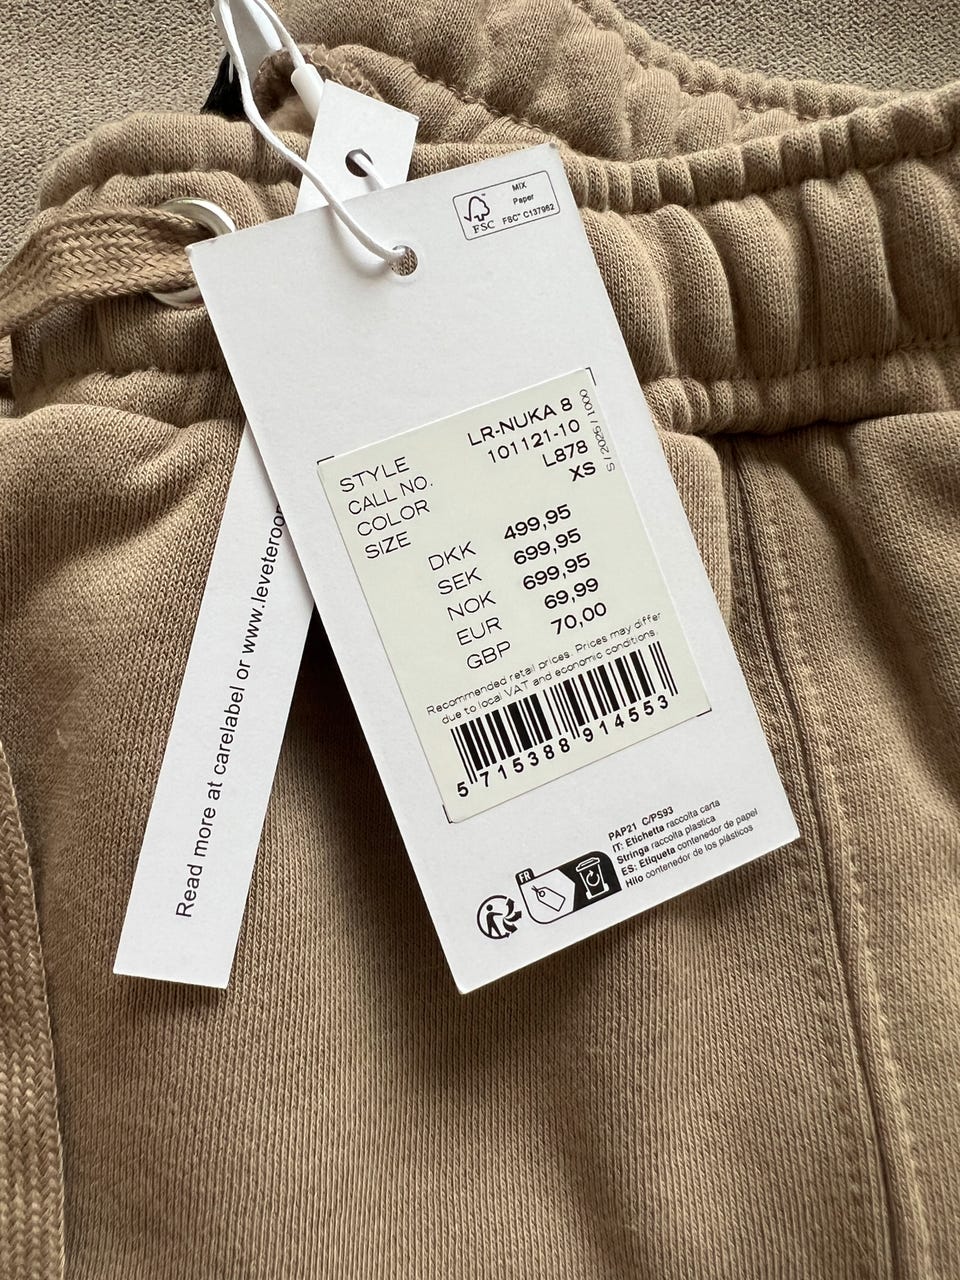 MIX
Paper
FSC
FSC® C137982
STYLE LR-NUKA 8
CALL NO. 101121-10
COLOR L878
SIZE XS
S / 2025 / 1000
DKK 499,95
SEK 699,95
NOK 699,95
EUR 69,99
GBP 70,00
Recommended retail prices. Prices may differ
due to local VAT and economic conditions.
5 715388 914553
PAP21 C/PS93
IT: Etichetta raccolta carta
Stringa raccolta plastica
ES: Etiqueta contenedor de papel
Hilo contenedor de los plásticos
FR
Read more at carelabel or www.leveteroo